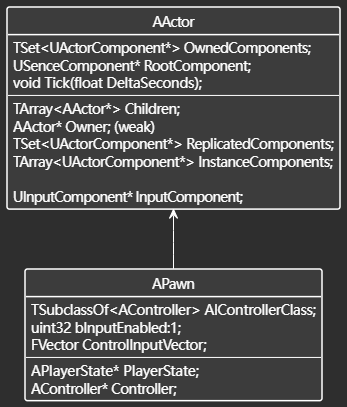 AActor
TSet<UActorComponent*> OwnedComponents;
USenceComponent* RootComponent;
void Tick(float DeltaSeconds);
TArray<AActor*> Children;
AActor* Owner; (weak)
TSet<UActorComponent*> ReplicatedComponents;
TArray<UActorComponent*> InstanceComponents;
UInputComponent* InputComponent;
APawn
TSubclassOf<AController> AIControllerClass;
uint32 bInputEnabled:1;
FVector ControlInputVector;
APlayerState* PlayerState;
AController* Controller;